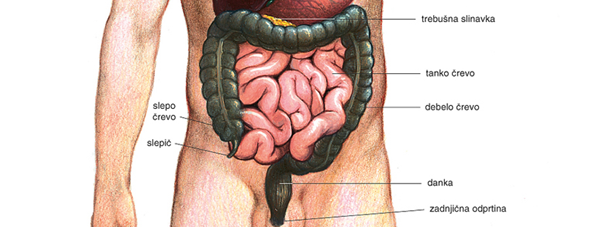 trebušna slinavka
tanko črevo
debelo črevo
slepo
črevo
slepič
danka
zadnjična odprtina